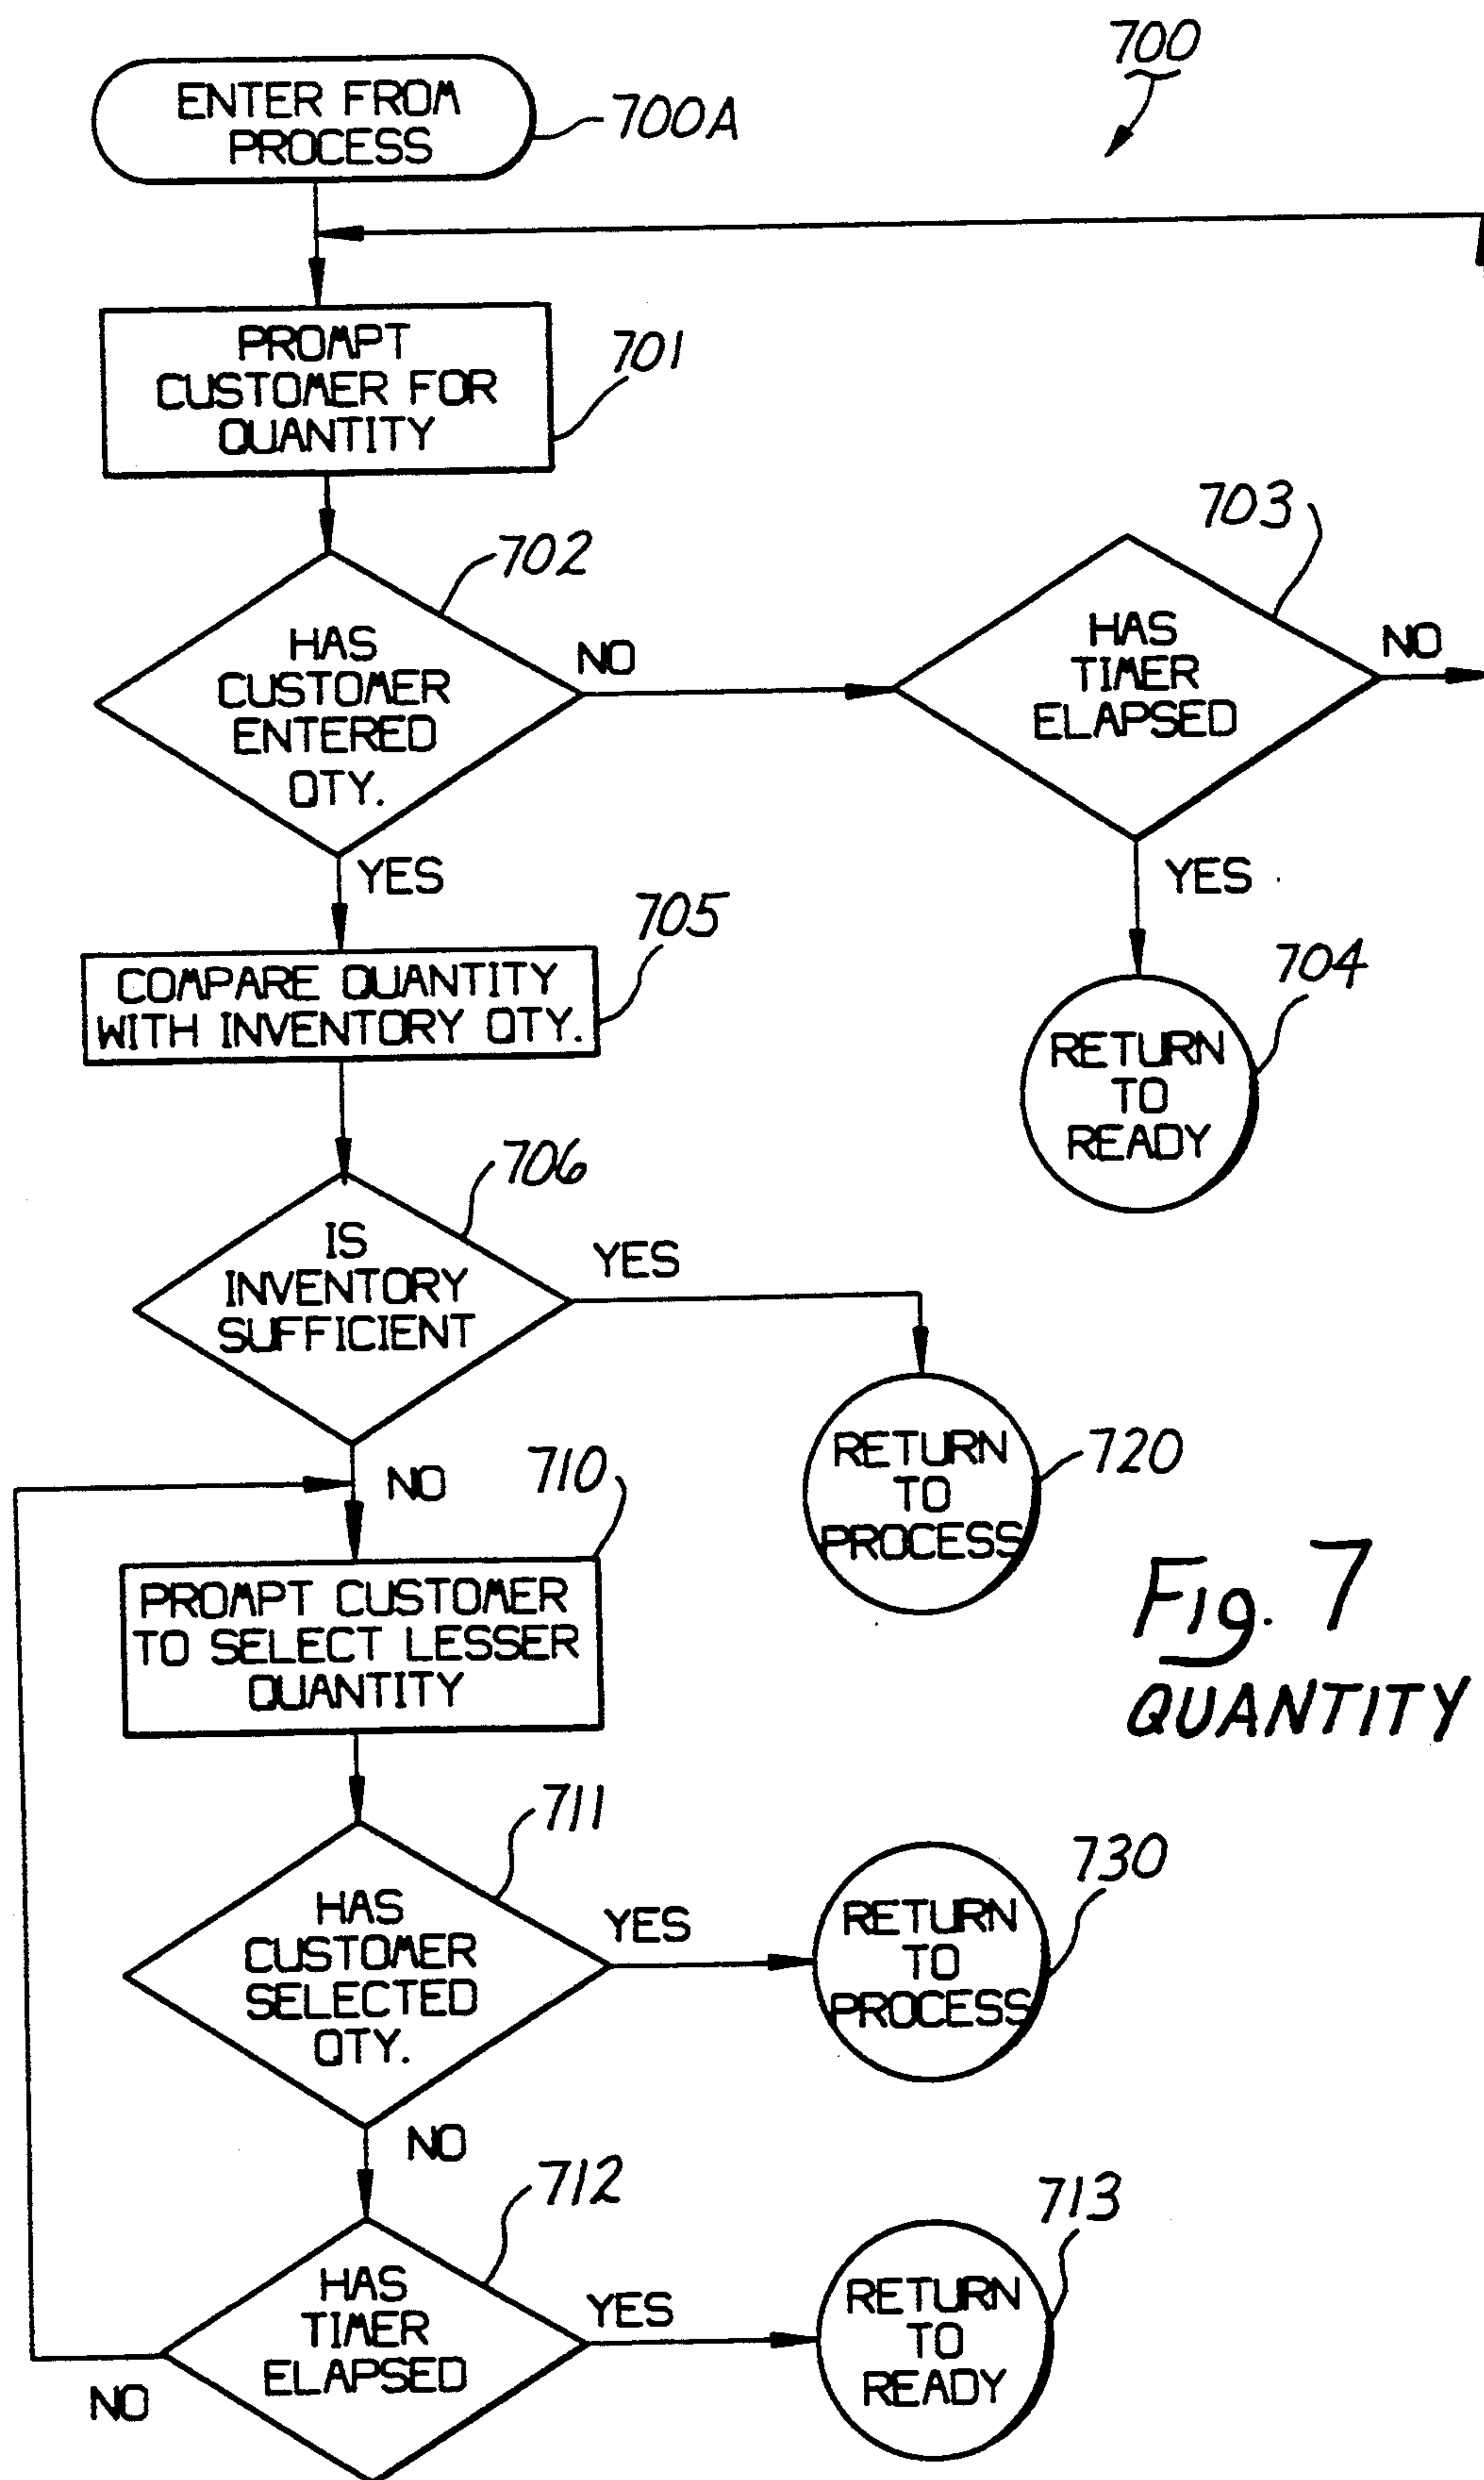 700
ENTER FROM
PROCESS
700A
PROMPT
CUSTOMER FOR
QUANTITY
701
702
HAS
CUSTOMER
ENTERED
QTY.
NO
YES
703
HAS
TIMER
ELAPSED
NO
YES
704
RETURN
TO
READY
705
COMPARE QUANTITY
WITH INVENTORY QTY.
706
IS
INVENTORY
SUFFICIENT
YES
NO
RETURN
TO
PROCESS
720
710
PROMPT CUSTOMER
TO SELECT LESSER
QUANTITY
Fig. 7
QUANTITY
711
HAS
CUSTOMER
SELECTED
QTY.
YES
NO
730
RETURN
TO
PROCESS
712
HAS
TIMER
ELAPSED
YES
NO
713
RETURN
TO
READY